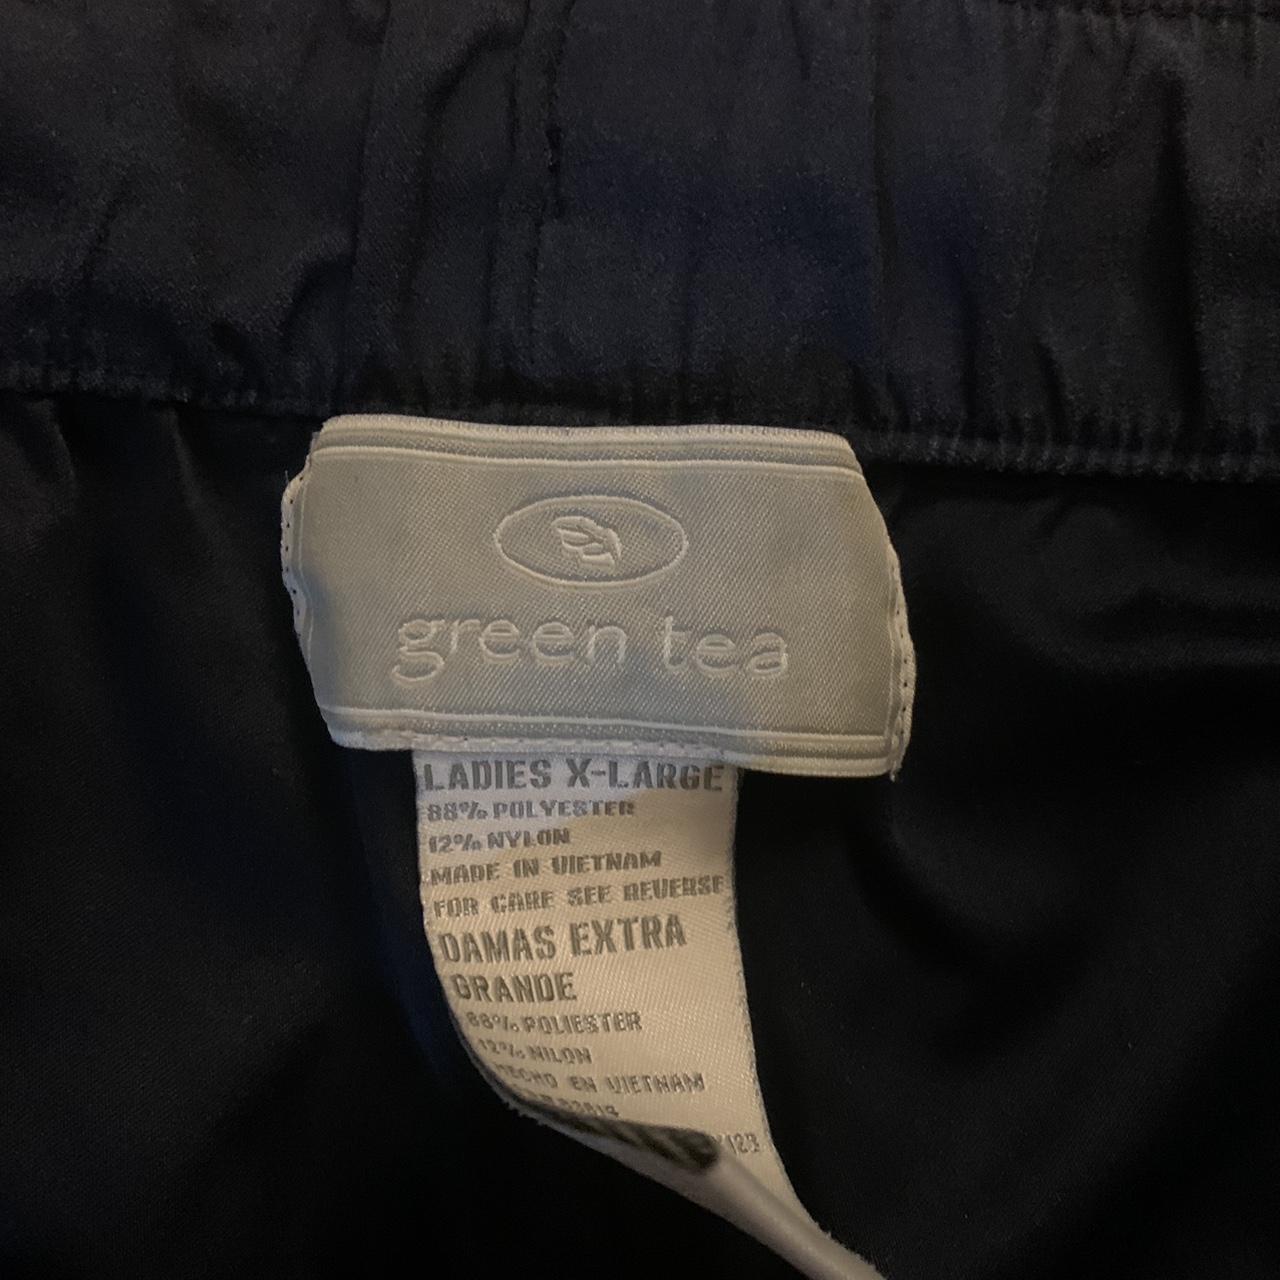 green tea
LADIES X-LARGE
88% POLYESTER
12% NYLON
MADE IN VIETNAM
FOR CARE SEE REVERSE
DAMAS EXTRA
GRANDE
88% POLIESTER
12% NILON
HECHO EN VIETNAM